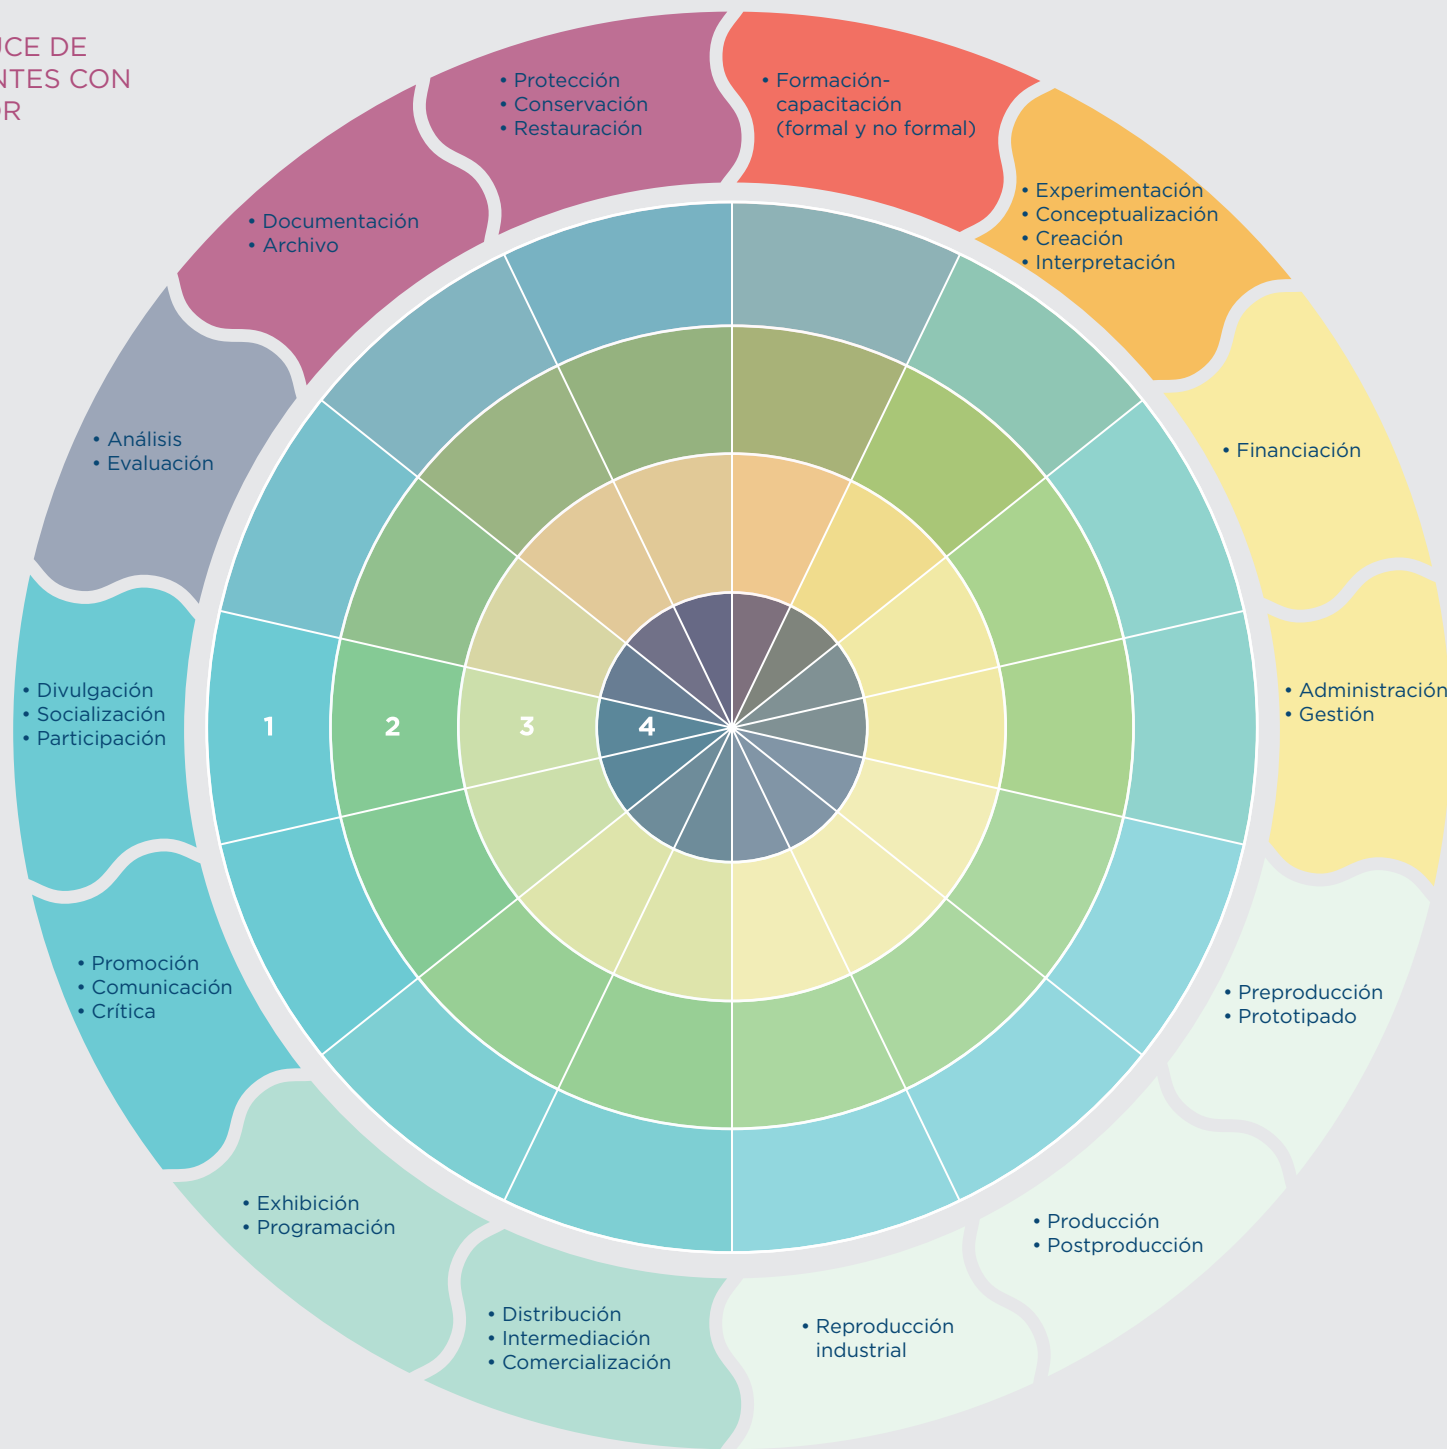 UCE DE
NTES CON
OR
• Protección
• Conservación
• Restauración
• Formación-
capacitación
(formal y no formal)
• Experimentación
• Conceptualización
• Creación
• Interpretación
• Financiación
• Administración
• Gestión
• Preproducción
• Prototipado
• Producción
• Postproducción
• Reproducción
industrial
• Distribución
• Intermediación
• Comercialización
• Exhibición
• Programación
• Promoción
• Comunicación
• Crítica
• Divulgación
• Socialización
• Participación
• Análisis
• Evaluación
• Documentación
• Archivo
1 2 3 4